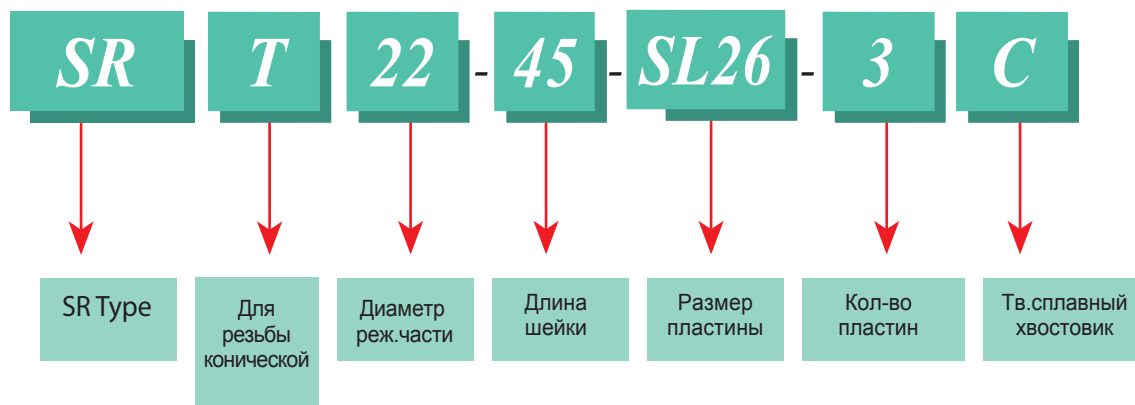 SR T 22 - 45 - SL26 - 3 C
SR Type
Для
резьбы
конической
Диаметр
реж.части
Длина
шейки
Размер
пластины
Кол-во
пластин
Тв.сплавный
хвостовик